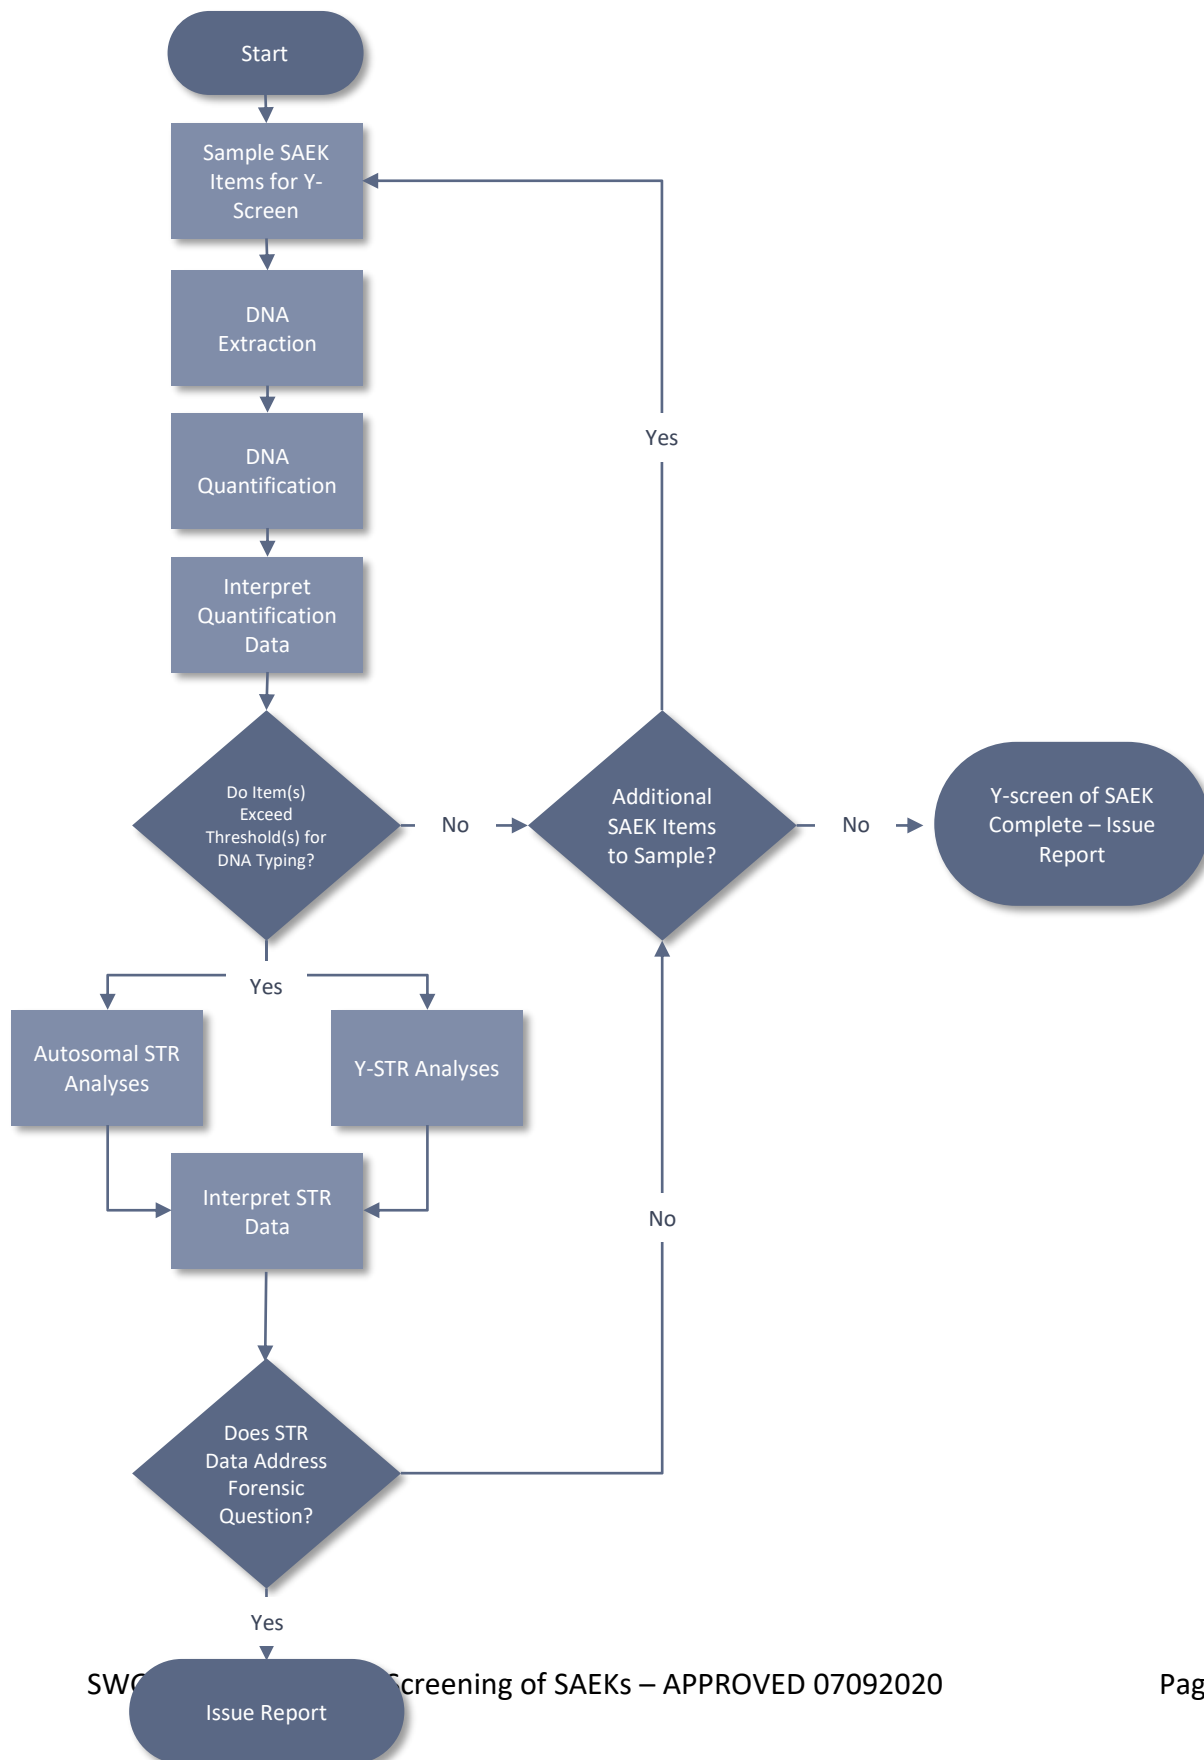 Start
Sample SAEK
Items for Y-
Screen
DNA
Extraction
DNA
Quantification
Interpret
Quantification
Data
Do Item(s)
Exceed
Threshold(s) for
DNA Typing?
No
Additional
SAEK Items
to Sample?
Yes
No
Y-screen of SAEK
Complete – Issue
Report
Yes
Autosomal STR
Analyses
Y-STR Analyses
Interpret STR
Data
No
Does STR
Data Address
Forensic
Question?
Yes
Screening of SAEKs – APPROVED 07092020
Issue Report